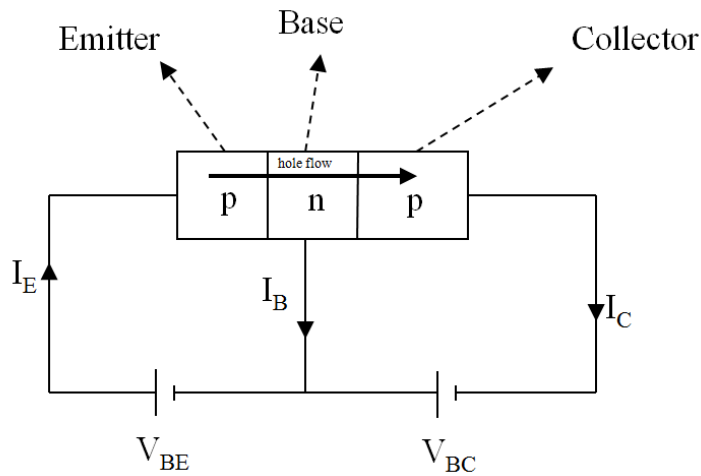 Emitter
Base
Collector
hole flow
p
n
p
I_E
I_B
I_C
V_BE
V_BC